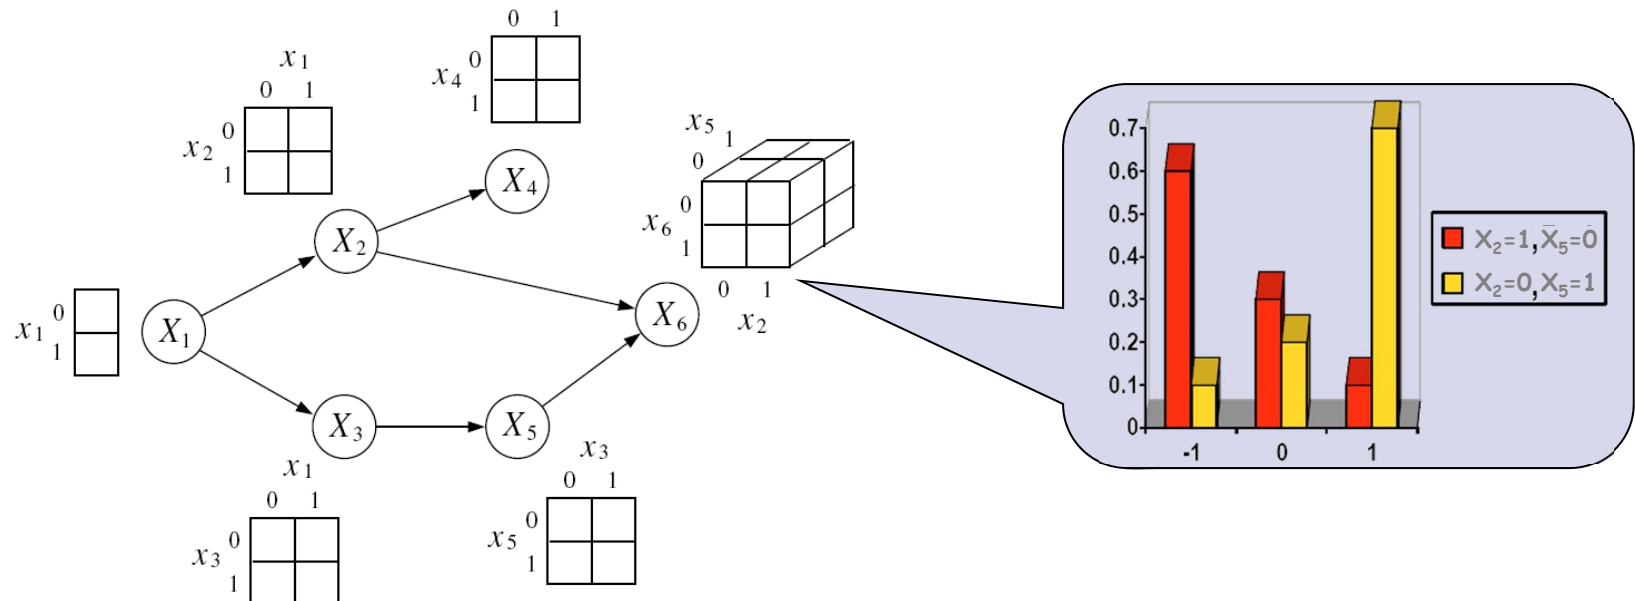 0 1
x4 0
1
x1
0 1
x2 0
1
X4
x5 1
0
x6 0
1
0 1
x2
X2
x1 0
1
X1
X6
X3
X5
x1
0 1
x3 0
1
x3
0 1
x5 0
1
0.7
0.6
0.5
0.4
0.3
0.2
0.1
0
-1 0 1
X2=1,X5=0
X2=0,X5=1